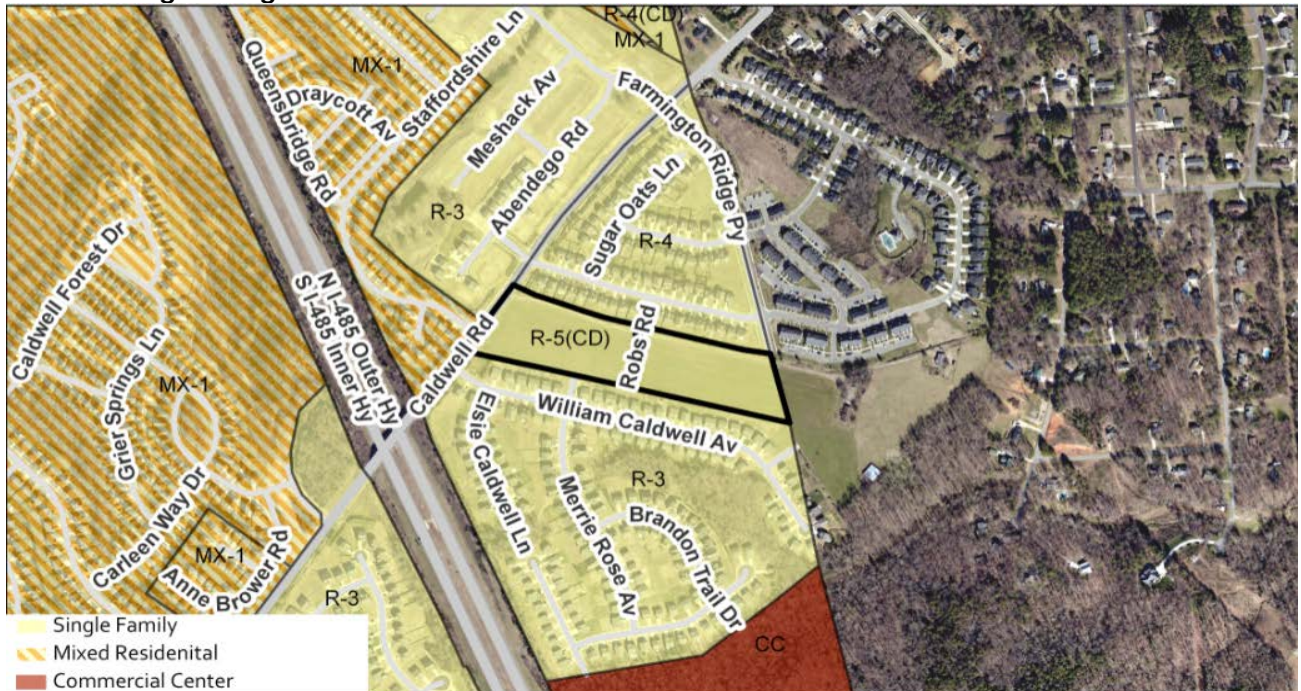 R-4(CD)
MX-1
MX-1
Queensbridge Rd
Draycott Av
Staffordshire Ln
Meshack Av
Abendego Rd
Farmington Ridge Py
Sugar Oats Ln
R-3
R-4
Caldwell Forest Dr
Grier Springs Ln
N I-485 Outer Hy
S I-485 Inner Hy
Caldwell Rd
R-5(CD)
Robs Rd
MX-1
William Caldwell Av
Elsie Caldwell Ln
Merrie Rose Av
R-3
Brandon Trail Dr
Carleen Way Dr
MX-1
Anne Brower Rd
R-3
CC
Single Family
Mixed Residenital
Commercial Center